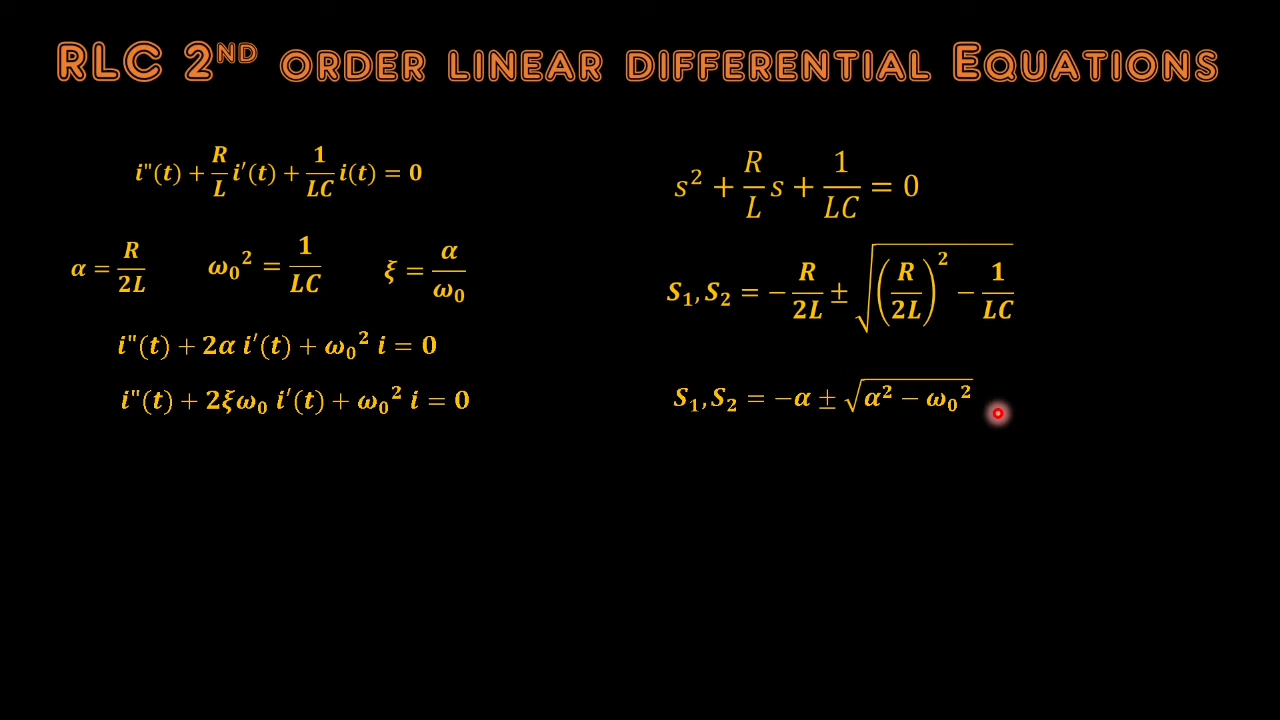 RLC 2ND ORDER LINEAR DIFFERENTIAL EQUATIONS
i"(t) + R/L i'(t) + 1/LC i(t) = 0
α = R/2L ω₀² = 1/LC ξ = α/ω₀
i"(t) + 2α i'(t) + ω₀² i = 0
i"(t) + 2ξω₀ i'(t) + ω₀² i = 0
s² + R/L s + 1/LC = 0
S₁, S₂ = −R/2L ± √((R/2L)² − 1/LC)
S₁, S₂ = −α ± √(α² − ω₀²)